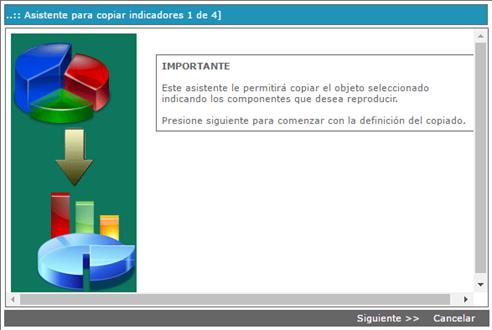 ..:: Asistente para copiar indicadores 1 de 4]
IMPORTANTE
Este asistente le permitirá copiar el objeto seleccionado
indicando los componentes que desea reproducir.
Presione siguiente para comenzar con la definición del copiado.
Siguiente >> Cancelar